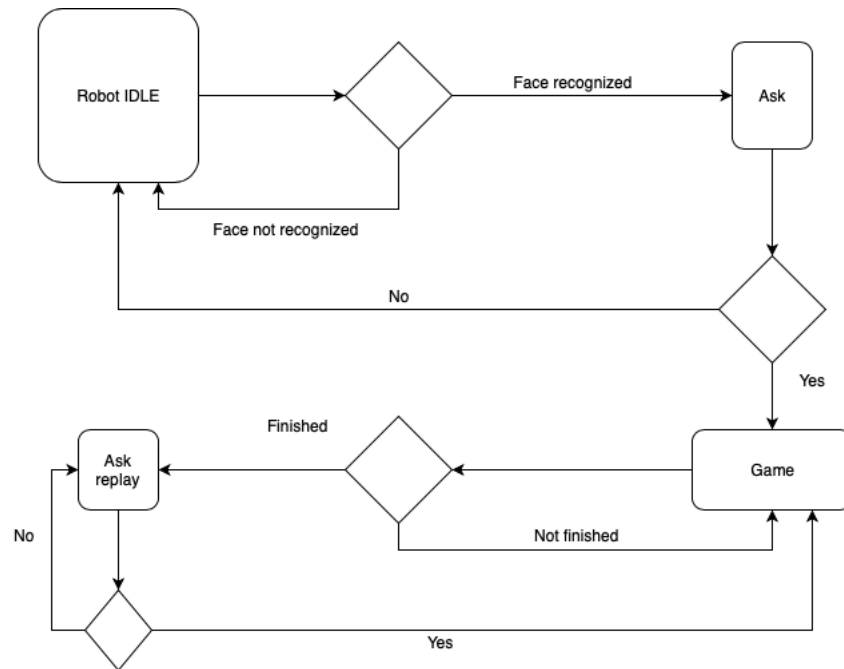 Robot IDLE
Face recognized
Ask
Face not recognized
No
Yes
Finished
Ask
replay
Game
No
Not finished
Yes